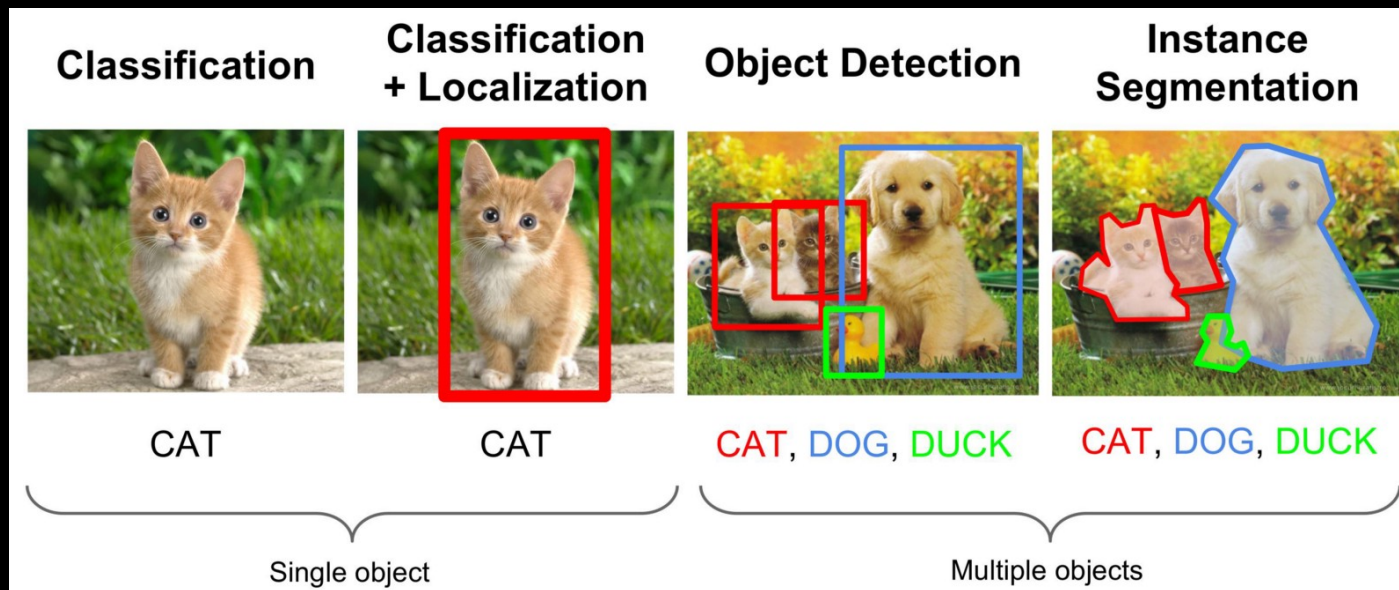 Classification
Classification
+ Localization
Object Detection
Instance
Segmentation
CAT
CAT
CAT, DOG, DUCK
CAT, DOG, DUCK
Single object
Multiple objects